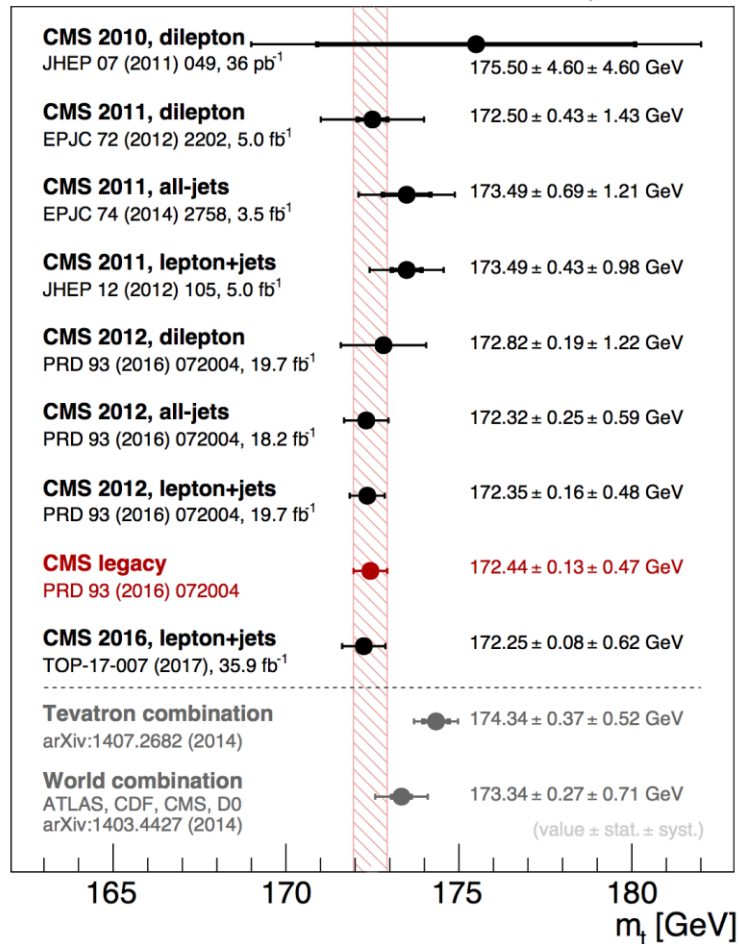 CMS 2010, dilepton
JHEP 07 (2011) 049, 36 pb⁻¹
175.50 ± 4.60 ± 4.60 GeV
CMS 2011, dilepton
EPJC 72 (2012) 2202, 5.0 fb⁻¹
172.50 ± 0.43 ± 1.43 GeV
CMS 2011, all-jets
EPJC 74 (2014) 2758, 3.5 fb⁻¹
173.49 ± 0.69 ± 1.21 GeV
CMS 2011, lepton+jets
JHEP 12 (2012) 105, 5.0 fb⁻¹
173.49 ± 0.43 ± 0.98 GeV
CMS 2012, dilepton
PRD 93 (2016) 072004, 19.7 fb⁻¹
172.82 ± 0.19 ± 1.22 GeV
CMS 2012, all-jets
PRD 93 (2016) 072004, 18.2 fb⁻¹
172.32 ± 0.25 ± 0.59 GeV
CMS 2012, lepton+jets
PRD 93 (2016) 072004, 19.7 fb⁻¹
172.35 ± 0.16 ± 0.48 GeV
CMS legacy
PRD 93 (2016) 072004
172.44 ± 0.13 ± 0.47 GeV
CMS 2016, lepton+jets
TOP-17-007 (2017), 35.9 fb⁻¹
172.25 ± 0.08 ± 0.62 GeV
Tevatron combination
arXiv:1407.2682 (2014)
174.34 ± 0.37 ± 0.52 GeV
World combination
ATLAS, CDF, CMS, D0
arXiv:1403.4427 (2014)
173.34 ± 0.27 ± 0.71 GeV
(value ± stat. ± syst.)
165 170 175 180
mₜ [GeV]